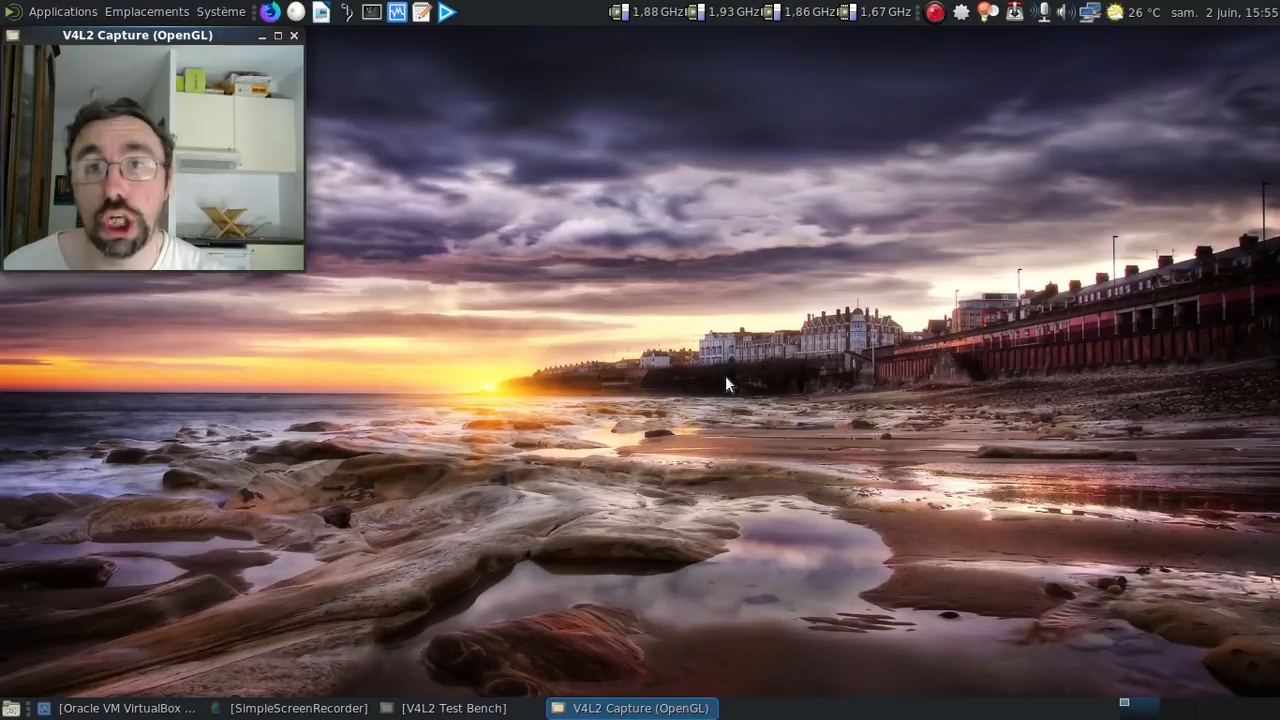 Applications Emplacements Système 1,88 GHz 1,93 GHz 1,86 GHz 1,67 GHz 26 °C sam. 2 juin, 15:55
V4L2 Capture (OpenGL)
[Oracle VM VirtualBox ... [SimpleScreenRecorder] [V4L2 Test Bench] V4L2 Capture (OpenGL)